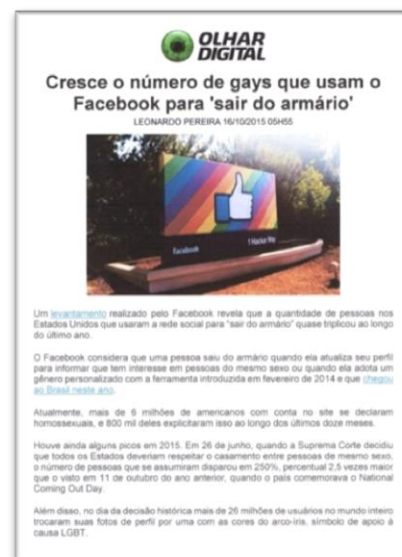 OLHAR
DIGITAL
Cresce o número de gays que usam o
Facebook para 'sair do armário'
LEONARDO PEREIRA 16/10/2015 05H55
Facebook
1 Hacker Way
Um levantamento realizado pelo Facebook revela que a quantidade de pessoas nos
Estados Unidos que usaram a rede social para "sair do armário" quase triplicou ao longo
do último ano.
O Facebook considera que uma pessoa saiu do armário quando ela atualiza seu perfil
para informar que tem interesse em pessoas do mesmo sexo ou quando ela adota um
gênero personalizado com a ferramenta introduzida em fevereiro de 2014 e que chegou
ao Brasil neste ano.
Atualmente, mais de 6 milhões de americanos com conta no site se declaram
homossexuais, e 800 mil deles explicitaram isso ao longo dos últimos doze meses.
Houve ainda alguns picos em 2015. Em 26 de junho, quando a Suprema Corte decidiu
que todos os Estados deveriam respeitar o casamento entre pessoas de mesmo sexo,
o número de pessoas que se assumiram disparou em 250%, percentual 2,5 vezes maior
que o visto em 11 de outubro do ano anterior, quando o país comemorava o National
Coming Out Day.
Além disso, no dia da decisão histórica mais de 26 milhões de usuários no mundo inteiro
trocaram suas fotos de perfil por uma com as cores do arco-íris, símbolo de apoio à
causa LGBT.